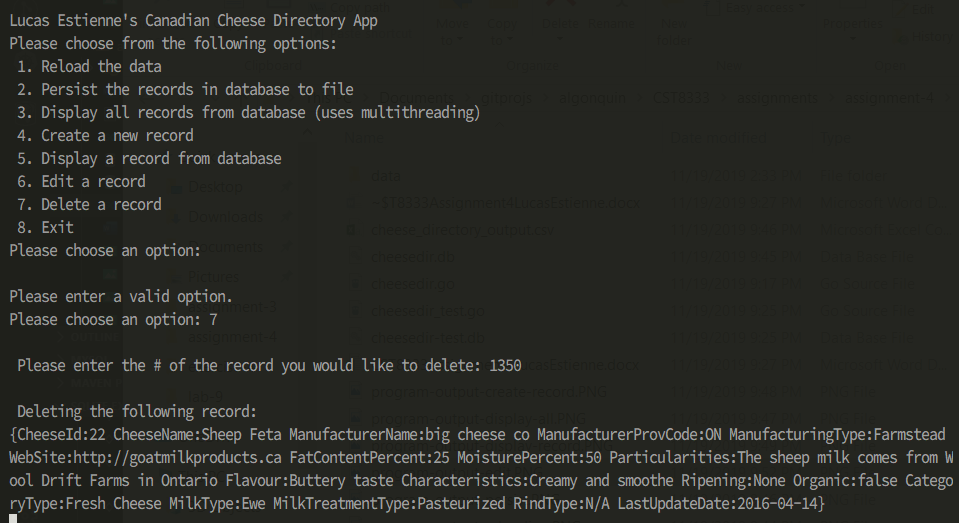 Lucas Estienne's Canadian Cheese Directory App
Please choose from the following options:
1. Reload the data
2. Persist the records in database to file
3. Display all records from database (uses multithreading)
4. Create a new record
5. Display a record from database
6. Edit a record
7. Delete a record
8. Exit
Please choose an option:
Please enter a valid option.
Please choose an option: 7
Please enter the # of the record you would like to delete: 1350
Deleting the following record:
{CheeseId:22 CheeseName:Sheep Feta ManufacturerName:big cheese co ManufacturerProvCode:ON ManufacturingType:Farmstead
WebSite:http://goatmilkproducts.ca FatContentPercent:25 MoisturePercent:50 Particularities:The sheep milk comes from W
ool Drift Farms in Ontario Flavour:Buttery taste Characteristics:Creamy and smoothe Ripening:None Organic:false Catego
ryType:Fresh Cheese MilkType:Ewe MilkTreatmentType:Pasteurized RindType:N/A LastUpdateDate:2016-04-14}